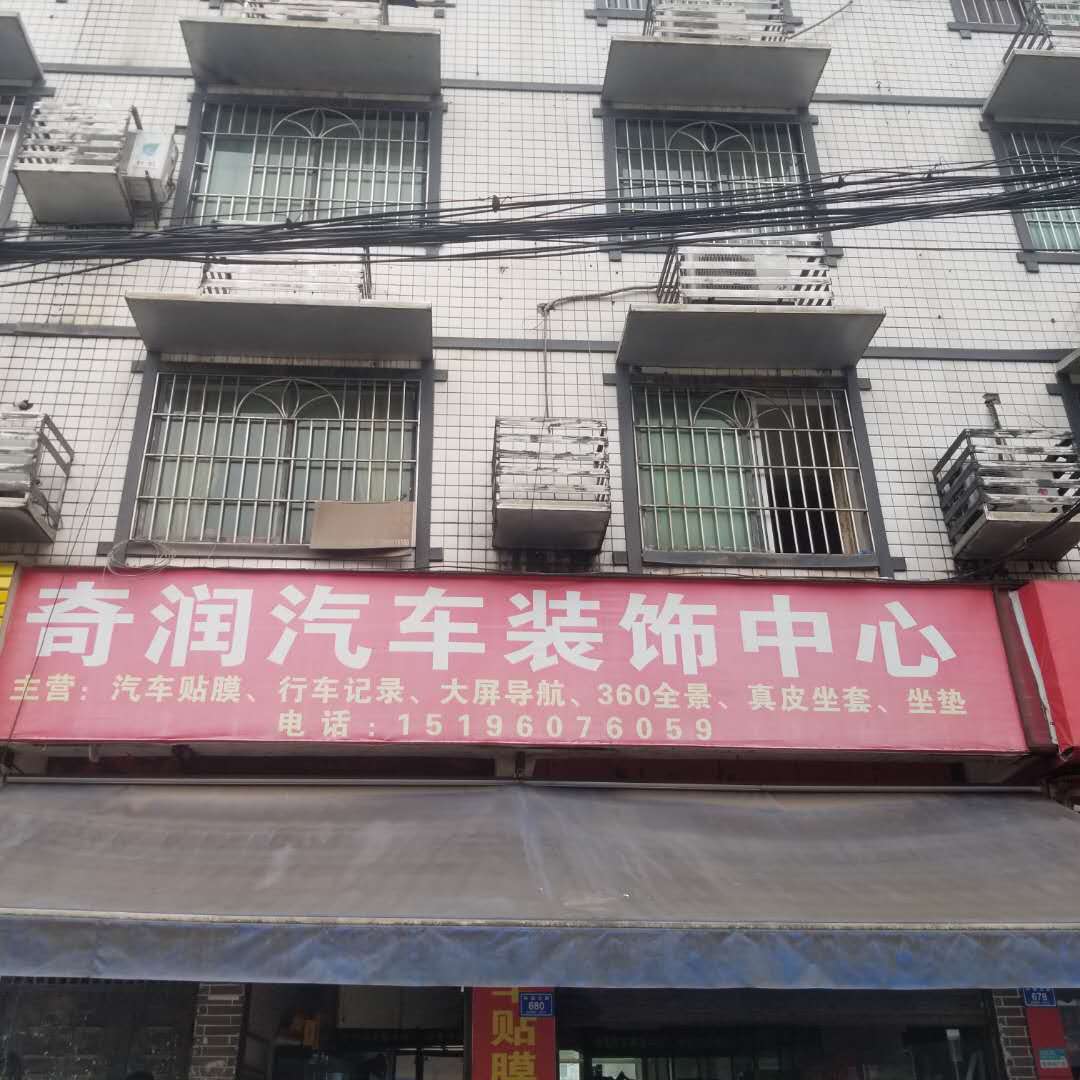 奇润汽车装饰中心
主营：汽车贴膜、行车记录、大屏导航、360全景、真皮坐套、坐垫
电话：15196076059
680
678
车贴膜